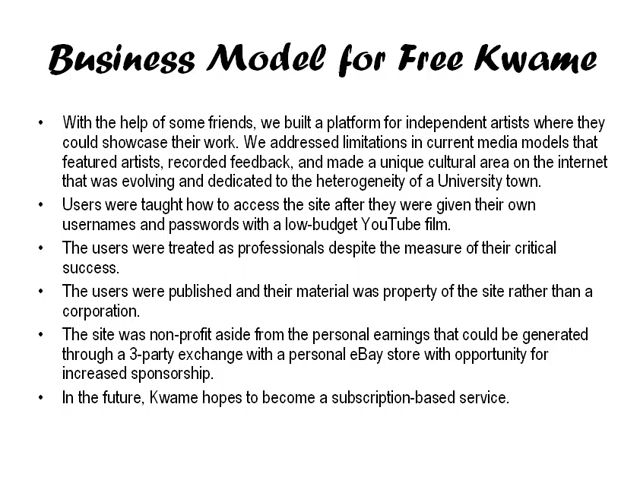 Business Model for Free Kwame
• With the help of some friends, we built a platform for independent artists where they
could showcase their work. We addressed limitations in current media models that
featured artists, recorded feedback, and made a unique cultural area on the internet
that was evolving and dedicated to the heterogeneity of a University town.
• Users were taught how to access the site after they were given their own
usernames and passwords with a low-budget YouTube film.
• The users were treated as professionals despite the measure of their critical
success.
• The users were published and their material was property of the site rather than a
corporation.
• The site was non-profit aside from the personal earnings that could be generated
through a 3-party exchange with a personal eBay store with opportunity for
increased sponsorship.
• In the future, Kwame hopes to become a subscription-based service.